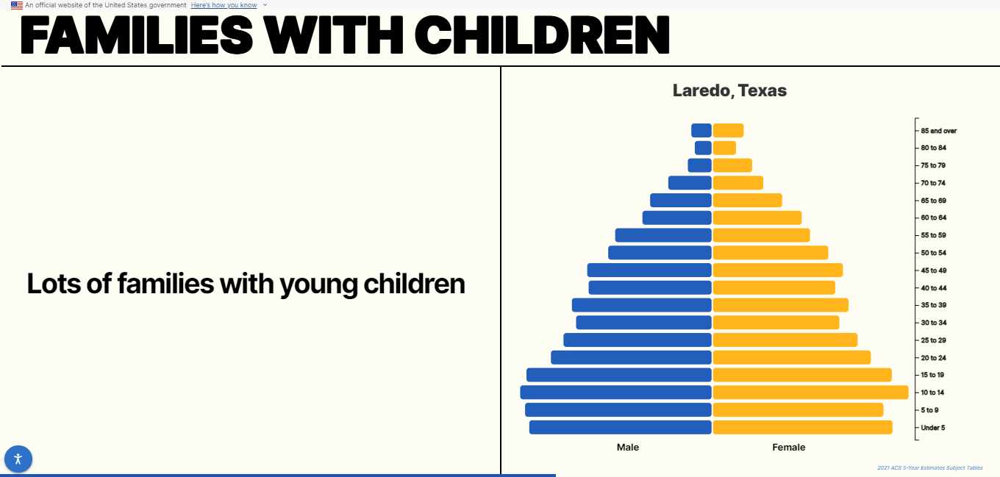 An official website of the United States government Here's how you know
FAMILIES WITH CHILDREN
Lots of families with young children
Laredo, Texas
85 and over
80 to 84
75 to 79
70 to 74
65 to 69
60 to 64
55 to 59
50 to 54
45 to 49
40 to 44
35 to 39
30 to 34
25 to 29
20 to 24
15 to 19
10 to 14
5 to 9
Under 5
Male Female
2021 ACS 5-Year Estimates Subject Tables